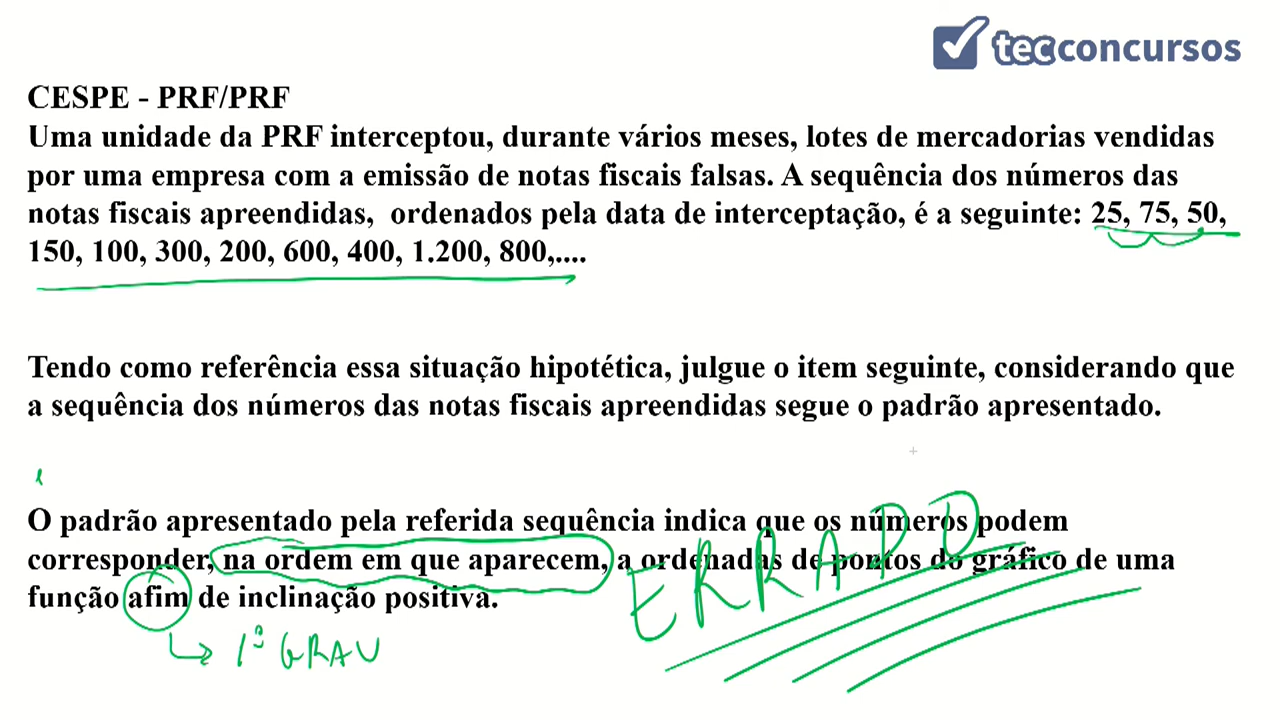 tecconcursos
CESPE - PRF/PRF
Uma unidade da PRF interceptou, durante vários meses, lotes de mercadorias vendidas
por uma empresa com a emissão de notas fiscais falsas. A sequência dos números das
notas fiscais apreendidas, ordenados pela data de interceptação, é a seguinte: 25, 75, 50,
150, 100, 300, 200, 600, 400, 1.200, 800,....
Tendo como referência essa situação hipotética, julgue o item seguinte, considerando que
a sequência dos números das notas fiscais apreendidas segue o padrão apresentado.
O padrão apresentado pela referida sequência indica que os números podem
corresponder, na ordem em que aparecem, a ordenadas de pontos do gráfico de uma
função afim de inclinação positiva.
ERRADO
1º GRAU